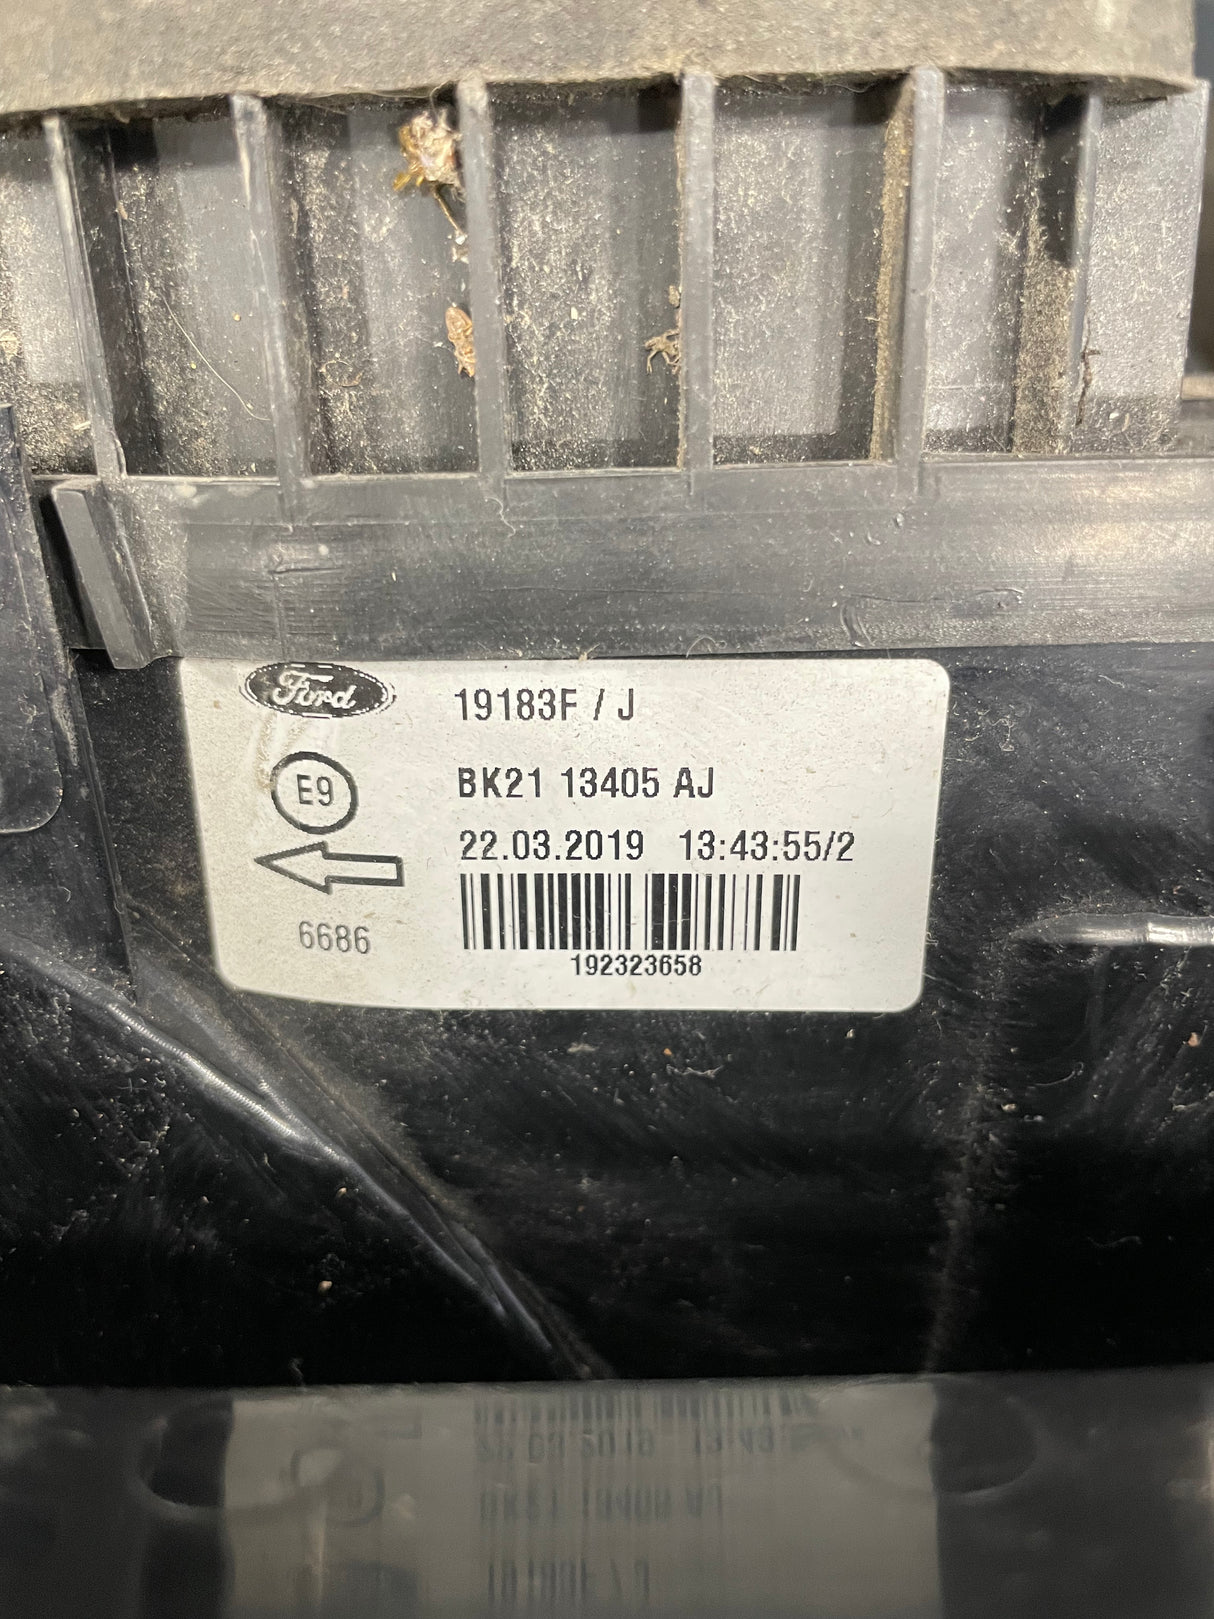 Ford
19183F / J
E9
BK21 13405 AJ
22.03.2019 13:43:55/2
6686
192323658